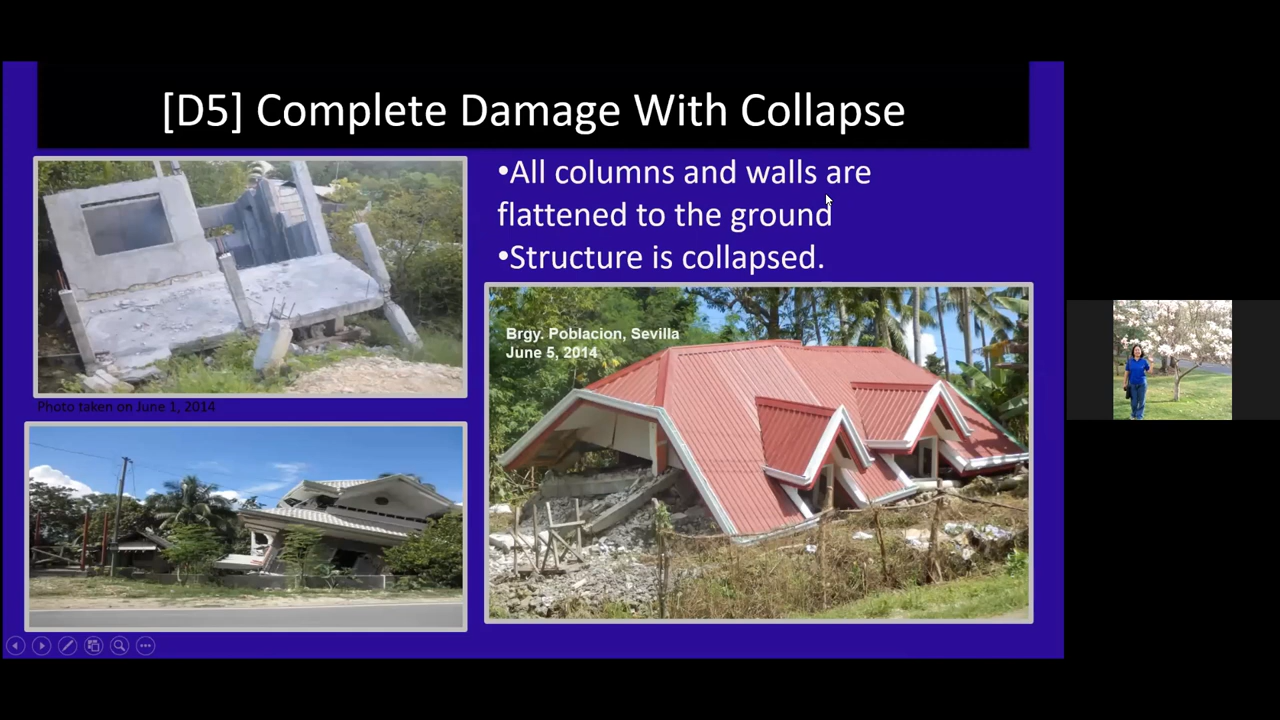 [D5] Complete Damage With Collapse
•All columns and walls are
flattened to the ground
•Structure is collapsed.
Photo taken on June 1, 2014
Brgy. Poblacion, Sevilla
June 5, 2014